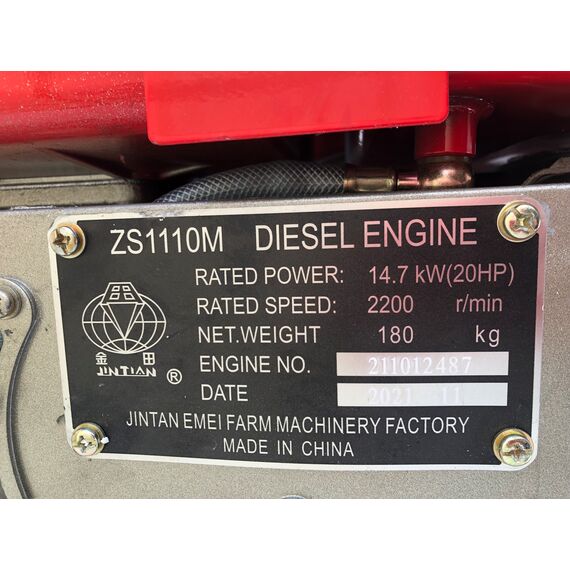 ZS1110M DIESEL ENGINE
RATED POWER: 14.7 kW(20HP)
RATED SPEED: 2200 r/min
NET.WEIGHT 180 kg
ENGINE NO. 211012487
DATE 2021 11
金 田
JINTIAN ®
JINTAN EMEI FARM MACHINERY FACTORY
MADE IN CHINA